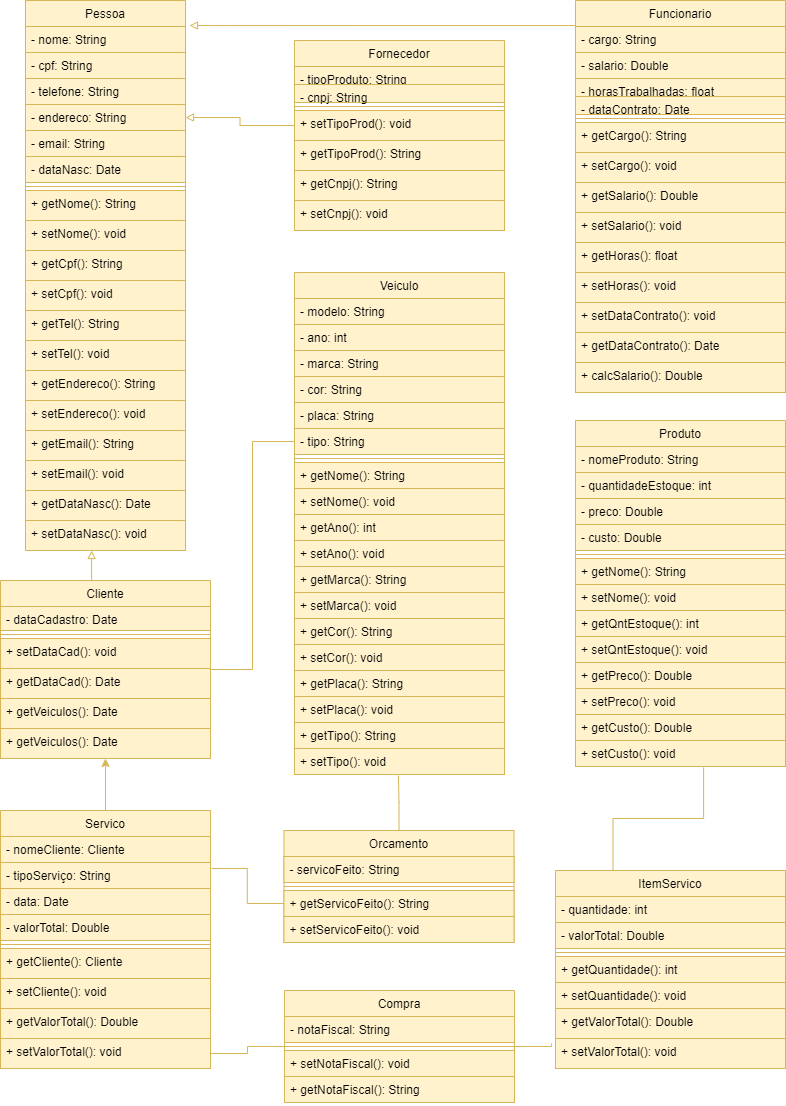 Pessoa
- nome: String
- cpf: String
- telefone: String
- endereco: String
- email: String
- dataNasc: Date
+ getNome(): String
+ setNome(): void
+ getCpf(): String
+ setCpf(): void
+ getTel(): String
+ setTel(): void
+ getEndereco(): String
+ setEndereco(): void
+ getEmail(): String
+ setEmail(): void
+ getDataNasc(): Date
+ setDataNasc(): void
Fornecedor
- tipoProduto: String
- cnpj: String
+ setTipoProd(): void
+ getTipoProd(): String
+ getCnpj(): String
+ setCnpj(): void
Funcionario
- cargo: String
- salario: Double
- horasTrabalhadas: float
- dataContrato: Date
+ getCargo(): String
+ setCargo(): void
+ getSalario(): Double
+ setSalario(): void
+ getHoras(): float
+ setHoras(): void
+ setDataContrato(): void
+ getDataContrato(): Date
+ calcSalario(): Double
Veiculo
- modelo: String
- ano: int
- marca: String
- cor: String
- placa: String
- tipo: String
+ getNome(): String
+ setNome(): void
+ getAno(): int
+ setAno(): void
+ getMarca(): String
+ setMarca(): void
+ getCor(): String
+ setCor(): void
+ getPlaca(): String
+ setPlaca(): void
+ getTipo(): String
+ setTipo(): void
Produto
- nomeProduto: String
- quantidadeEstoque: int
- preco: Double
- custo: Double
+ getNome(): String
+ setNome(): void
+ getQntEstoque(): int
+ setQntEstoque(): void
+ getPreco(): Double
+ setPreco(): void
+ getCusto(): Double
+ setCusto(): void
Cliente
- dataCadastro: Date
+ setDataCad(): void
+ getDataCad(): Date
+ getVeiculos(): Date
+ getVeiculos(): Date
Servico
- nomeCliente: Cliente
- tipoServiço: String
- data: Date
- valorTotal: Double
+ getCliente(): Cliente
+ setCliente(): void
+ getValorTotal(): Double
+ setValorTotal(): void
Orcamento
- servicoFeito: String
+ getServicoFeito(): String
+ setServicoFeito(): void
ItemServico
- quantidade: int
- valorTotal: Double
+ getQuantidade(): int
+ setQuantidade(): void
+ getValorTotal(): Double
+ setValorTotal(): void
Compra
- notaFiscal: String
+ setNotaFiscal(): void
+ getNotaFiscal(): String